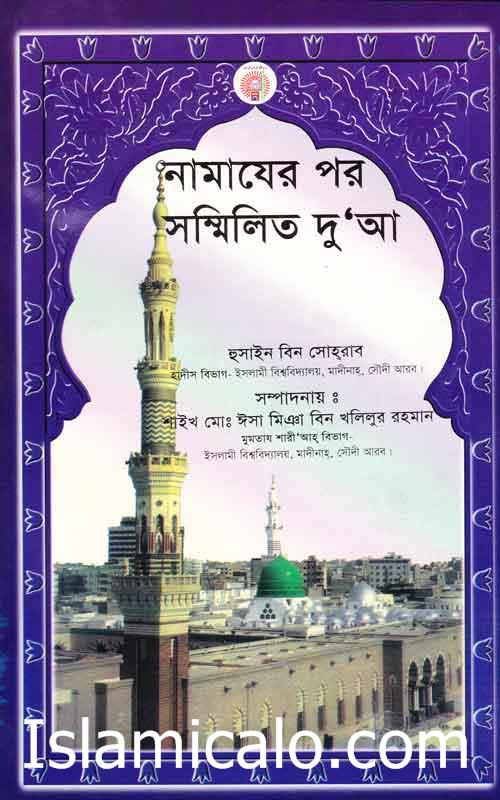 নামাযের পর
সম্মিলিত দু‘আ
হুসাইন বিন সোহ্‌রাব
হাদীস বিভাগ- ইসলামী বিশ্ববিদ্যালয়, মাদীনাহ্, সৌদী আরব।
সম্পাদনায় ঃ
শাইখ মোঃ ঈসা মিঞা বিন খলিলুর রহমান
মুমতায শারী‘আহ্ বিভাগ-
ইসলামী বিশ্ববিদ্যালয়, মাদীনাহ্, সৌদী আরব।
Islamicalo.com